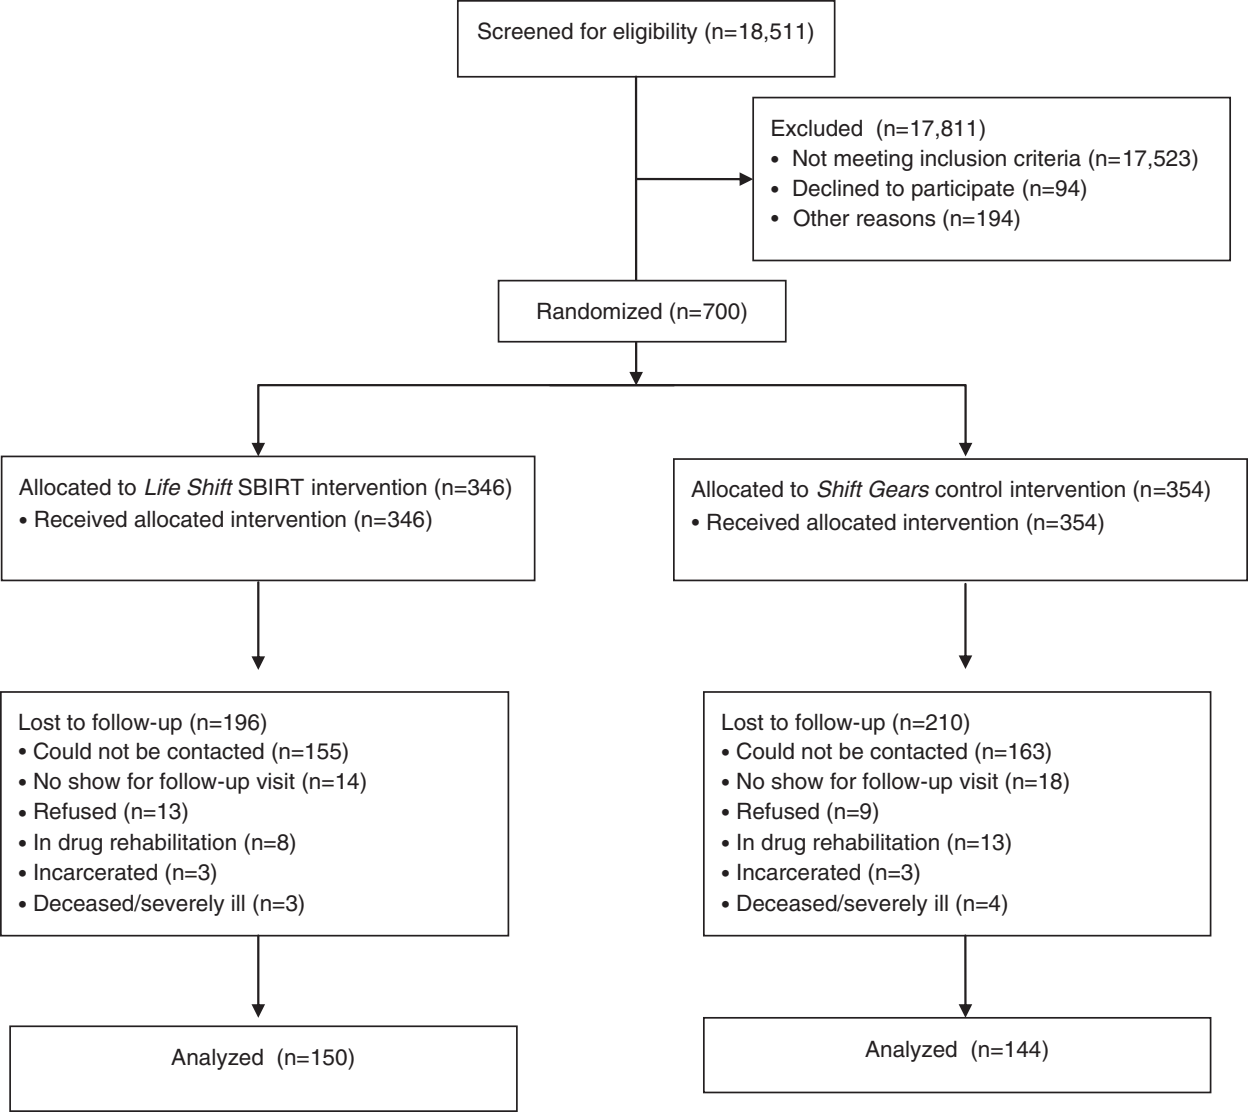 Screened for eligibility (n=18,511)
Excluded (n=17,811)
• Not meeting inclusion criteria (n=17,523)
• Declined to participate (n=94)
• Other reasons (n=194)
Randomized (n=700)
Allocated to Life Shift SBIRT intervention (n=346)
• Received allocated intervention (n=346)
Allocated to Shift Gears control intervention (n=354)
• Received allocated intervention (n=354)
Lost to follow-up (n=196)
• Could not be contacted (n=155)
• No show for follow-up visit (n=14)
• Refused (n=13)
• In drug rehabilitation (n=8)
• Incarcerated (n=3)
• Deceased/severely ill (n=3)
Lost to follow-up (n=210)
• Could not be contacted (n=163)
• No show for follow-up visit (n=18)
• Refused (n=9)
• In drug rehabilitation (n=13)
• Incarcerated (n=3)
• Deceased/severely ill (n=4)
Analyzed (n=150)
Analyzed (n=144)